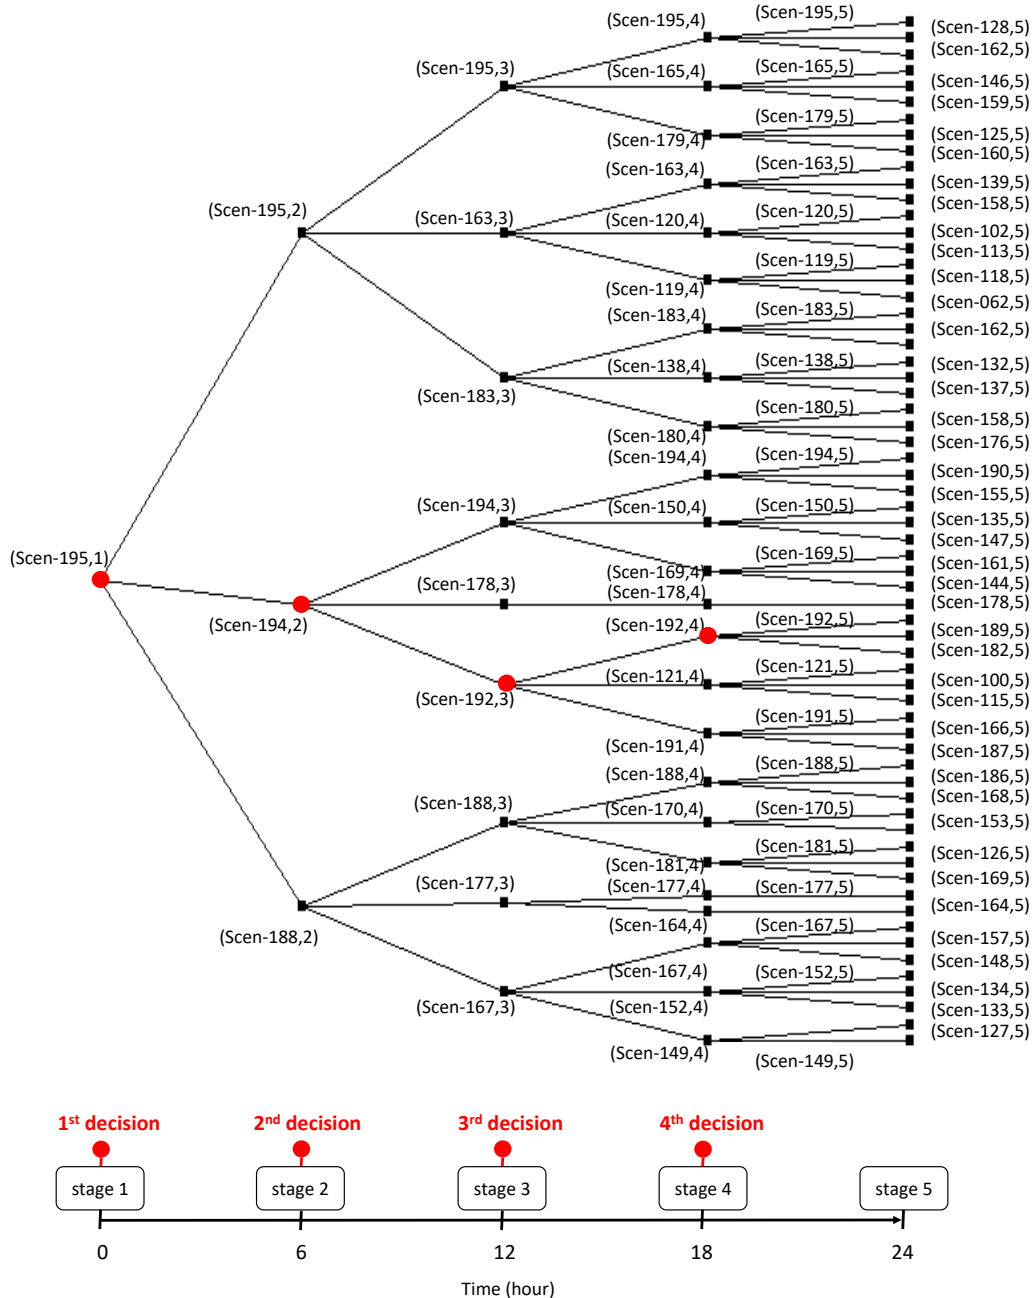 (Scen-195,5)
(Scen-195,4)
(Scen-128,5)
(Scen-162,5)
(Scen-195,3)
(Scen-165,4)
(Scen-165,5)
(Scen-146,5)
(Scen-159,5)
(Scen-179,5)
(Scen-179,4)
(Scen-125,5)
(Scen-160,5)
(Scen-163,4)
(Scen-163,5)
(Scen-139,5)
(Scen-158,5)
(Scen-195,2)
(Scen-163,3)
(Scen-120,4)
(Scen-120,5)
(Scen-102,5)
(Scen-113,5)
(Scen-119,5)
(Scen-119,4)
(Scen-118,5)
(Scen-062,5)
(Scen-183,4)
(Scen-183,5)
(Scen-162,5)
(Scen-183,3)
(Scen-138,4)
(Scen-138,5)
(Scen-132,5)
(Scen-137,5)
(Scen-180,5)
(Scen-180,4)
(Scen-158,5)
(Scen-176,5)
(Scen-194,4)
(Scen-194,5)
(Scen-190,5)
(Scen-155,5)
(Scen-194,3)
(Scen-150,4)
(Scen-150,5)
(Scen-135,5)
(Scen-147,5)
(Scen-195,1)
(Scen-169,5)
(Scen-169,4)
(Scen-161,5)
(Scen-144,5)
(Scen-194,2)
(Scen-178,3)
(Scen-178,4)
(Scen-178,5)
(Scen-192,4)
(Scen-192,5)
(Scen-189,5)
(Scen-182,5)
(Scen-192,3)
(Scen-121,4)
(Scen-121,5)
(Scen-100,5)
(Scen-115,5)
(Scen-191,5)
(Scen-191,4)
(Scen-166,5)
(Scen-187,5)
(Scen-188,4)
(Scen-188,5)
(Scen-186,5)
(Scen-168,5)
(Scen-188,3)
(Scen-170,4)
(Scen-170,5)
(Scen-153,5)
(Scen-181,5)
(Scen-181,4)
(Scen-126,5)
(Scen-169,5)
(Scen-188,2)
(Scen-177,3)
(Scen-177,4)
(Scen-177,5)
(Scen-164,5)
(Scen-164,4)
(Scen-167,5)
(Scen-157,5)
(Scen-148,5)
(Scen-167,3)
(Scen-167,4)
(Scen-152,5)
(Scen-134,5)
(Scen-152,4)
(Scen-133,5)
(Scen-127,5)
(Scen-149,4)
(Scen-149,5)
1st decision
2nd decision
3rd decision
4th decision
stage 1
stage 2
stage 3
stage 4
stage 5
0
6
12
18
24
Time (hour)